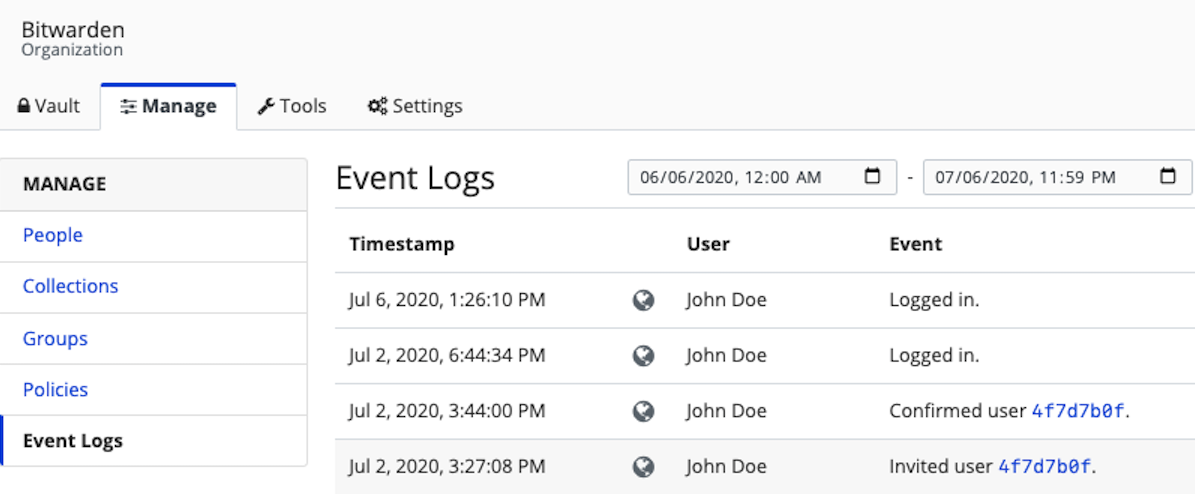 Bitwarden
Organization
Vault Manage Tools Settings
MANAGE
People
Collections
Groups
Policies
Event Logs
Event Logs 06/06/2020, 12:00 AM - 07/06/2020, 11:59 PM
Timestamp User Event
Jul 6, 2020, 1:26:10 PM John Doe Logged in.
Jul 2, 2020, 6:44:34 PM John Doe Logged in.
Jul 2, 2020, 3:44:00 PM John Doe Confirmed user 4f7d7b0f.
Jul 2, 2020, 3:27:08 PM John Doe Invited user 4f7d7b0f.